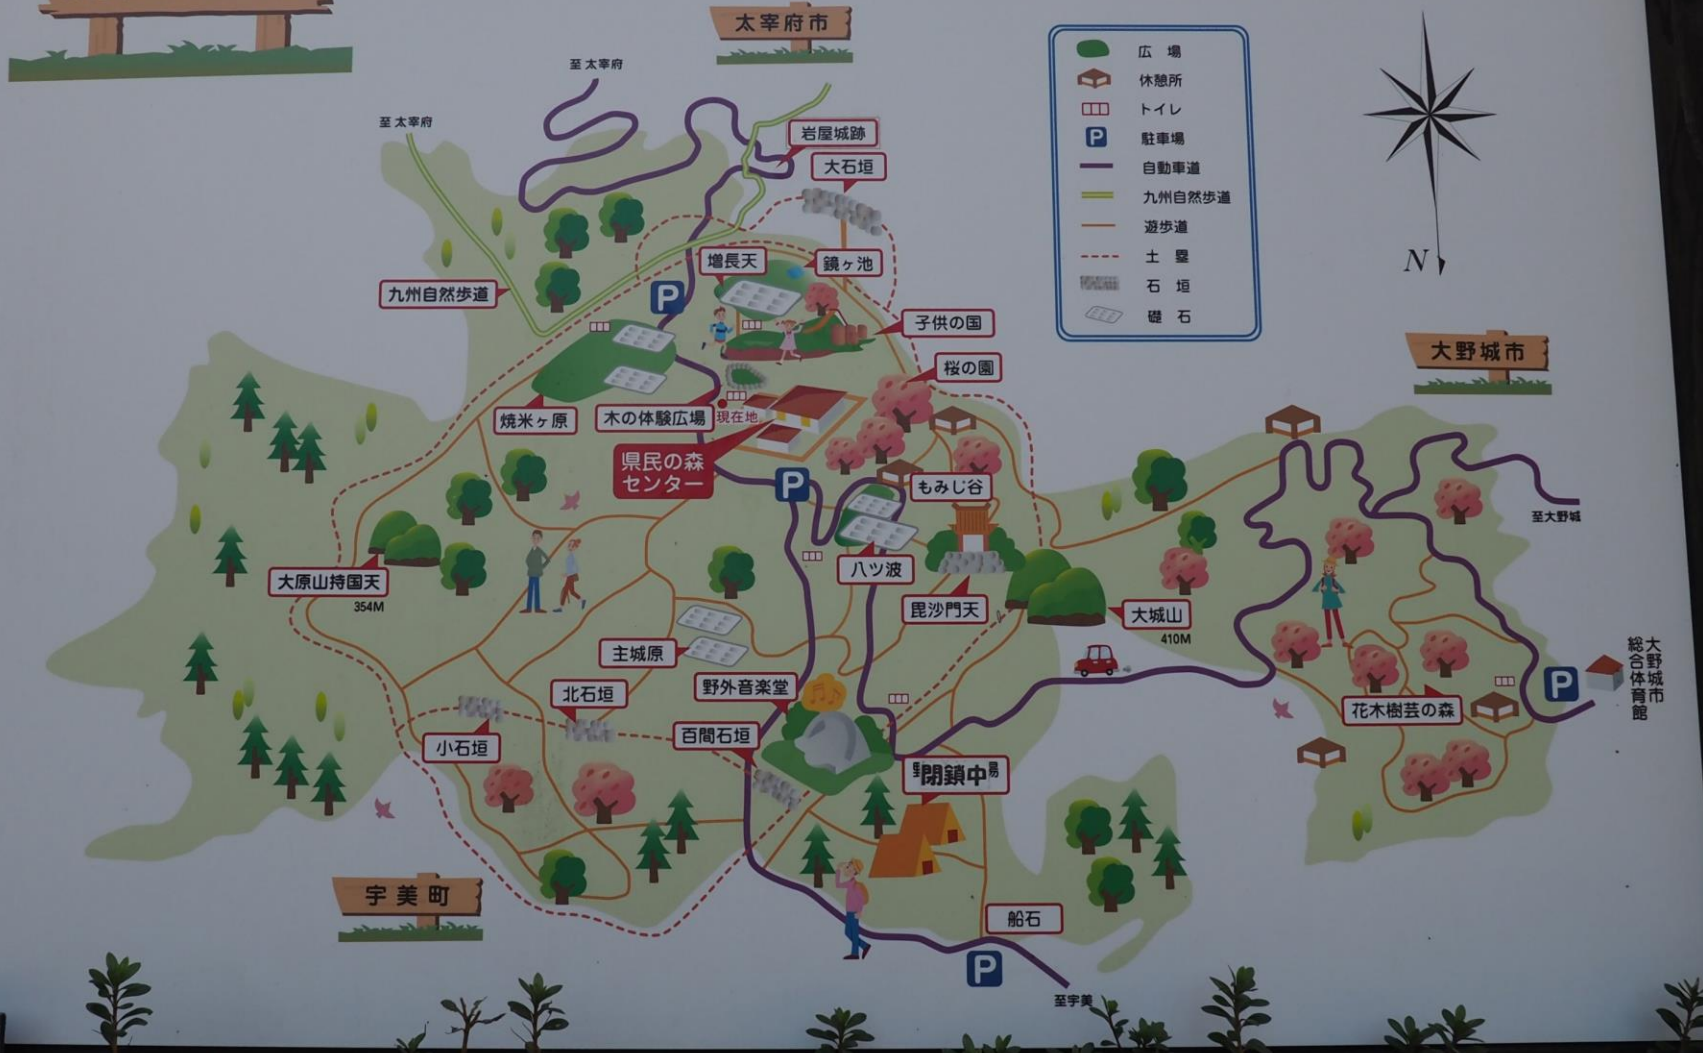 太宰府市
至 太宰府
至 太宰府
岩屋城跡
大石垣
増長天
鏡ヶ池
九州自然歩道
子供の国
桜の園
焼米ヶ原
木の体験広場
現在地
県民の森
センター
もみじ谷
八ツ波
毘沙門天
大原山持国天
354M
大城山
410M
主城原
野外音楽堂
北石垣
小石垣
百間石垣
閉鎖中
船石
至宇美
宇美町
広 場
休憩所
トイレ
P
駐車場
自動車道
九州自然歩道
遊歩道
土 塁
石 垣
礎 石
N
大野城市
至大野城
花木樹芸の森
大野城市
総合体育館
P
P
P
P